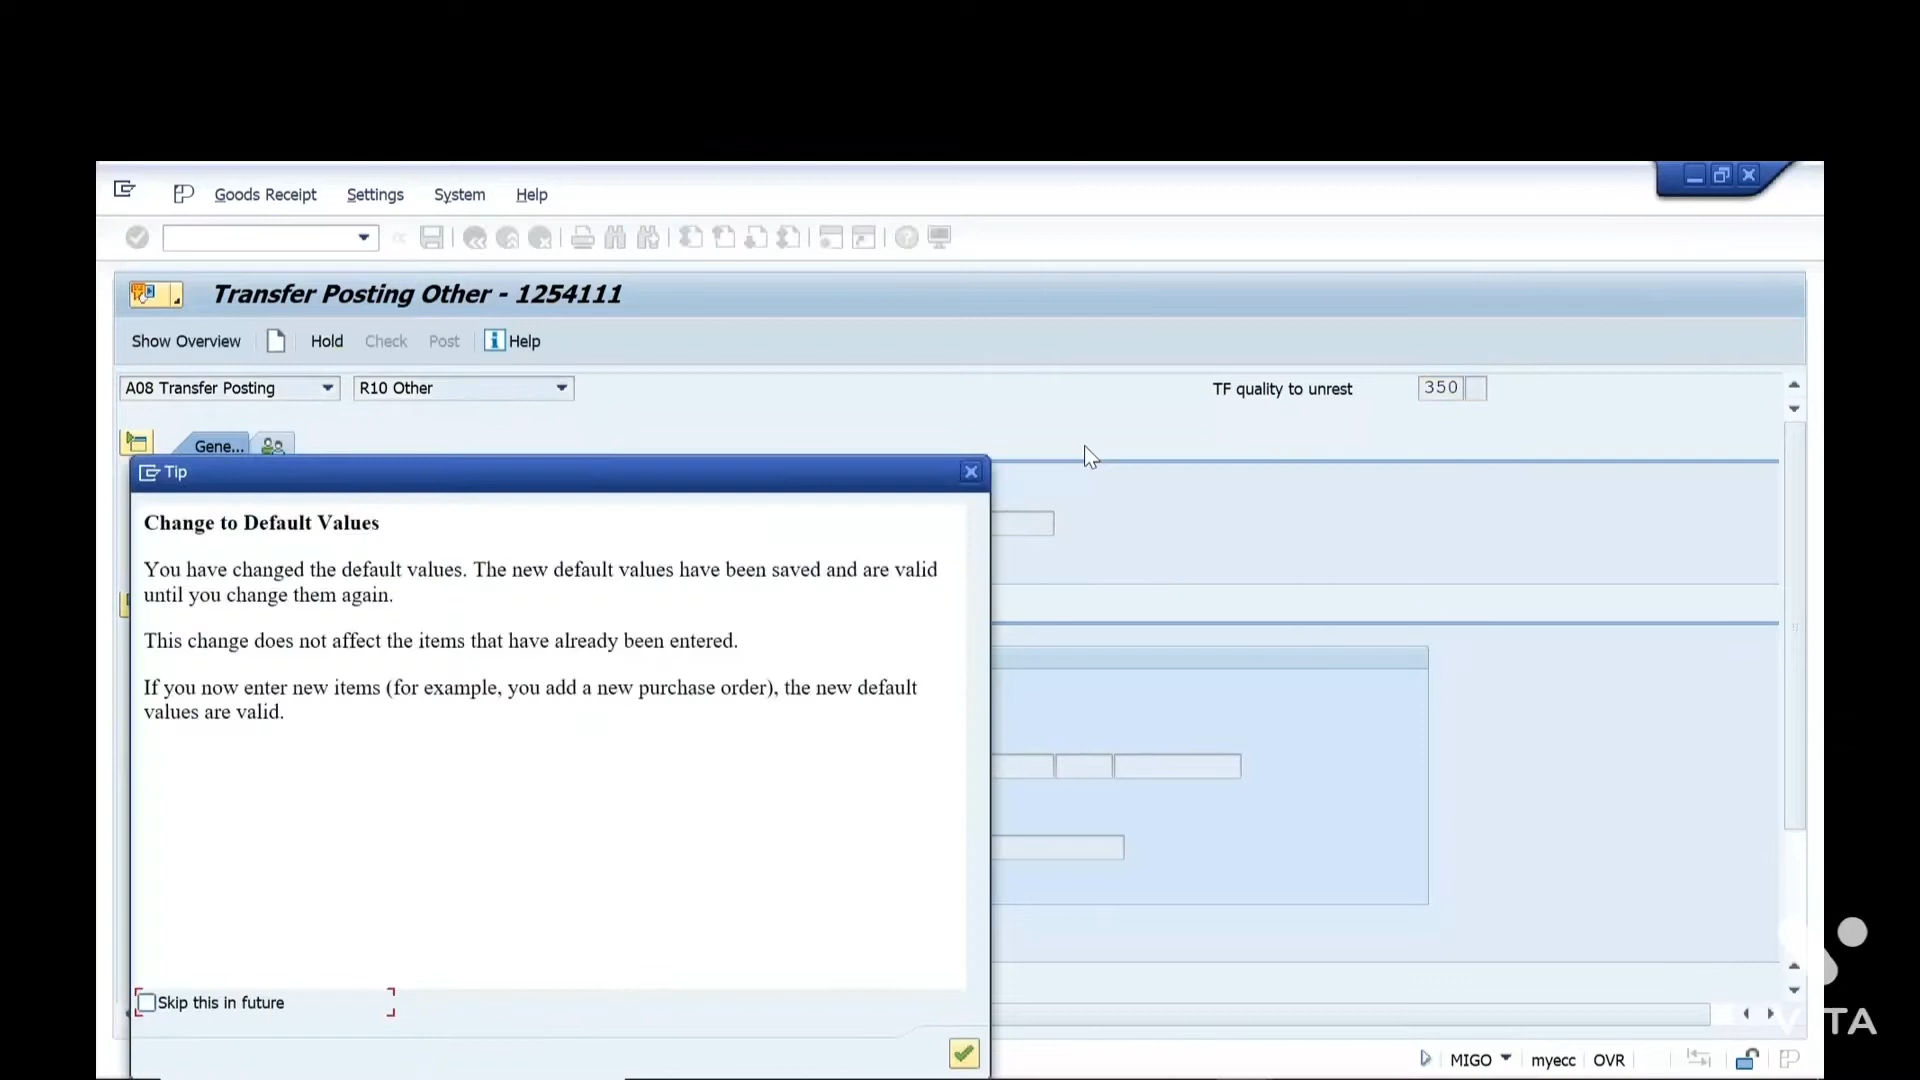 Goods Receipt Settings System Help
Transfer Posting Other - 1254111
Show Overview Hold Check Post Help
A08 Transfer Posting R10 Other TF quality to unrest 350
Gene...
Tip
Change to Default Values
You have changed the default values. The new default values have been saved and are valid
until you change them again.
This change does not affect the items that have already been entered.
If you now enter new items (for example, you add a new purchase order), the new default
values are valid.
Skip this in future
MIGO myecc OVR